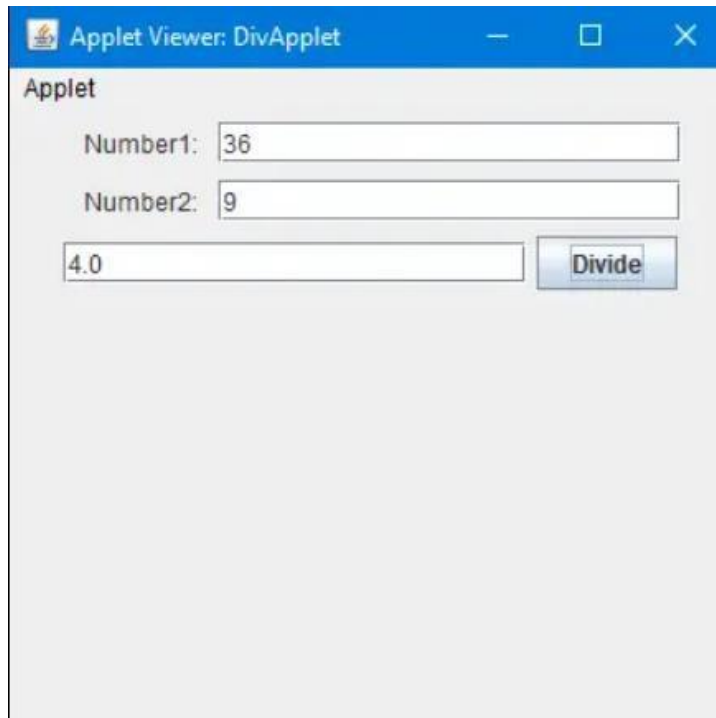 Applet Viewer: DivApplet
Applet
Number1: 36
Number2: 9
4.0 Divide